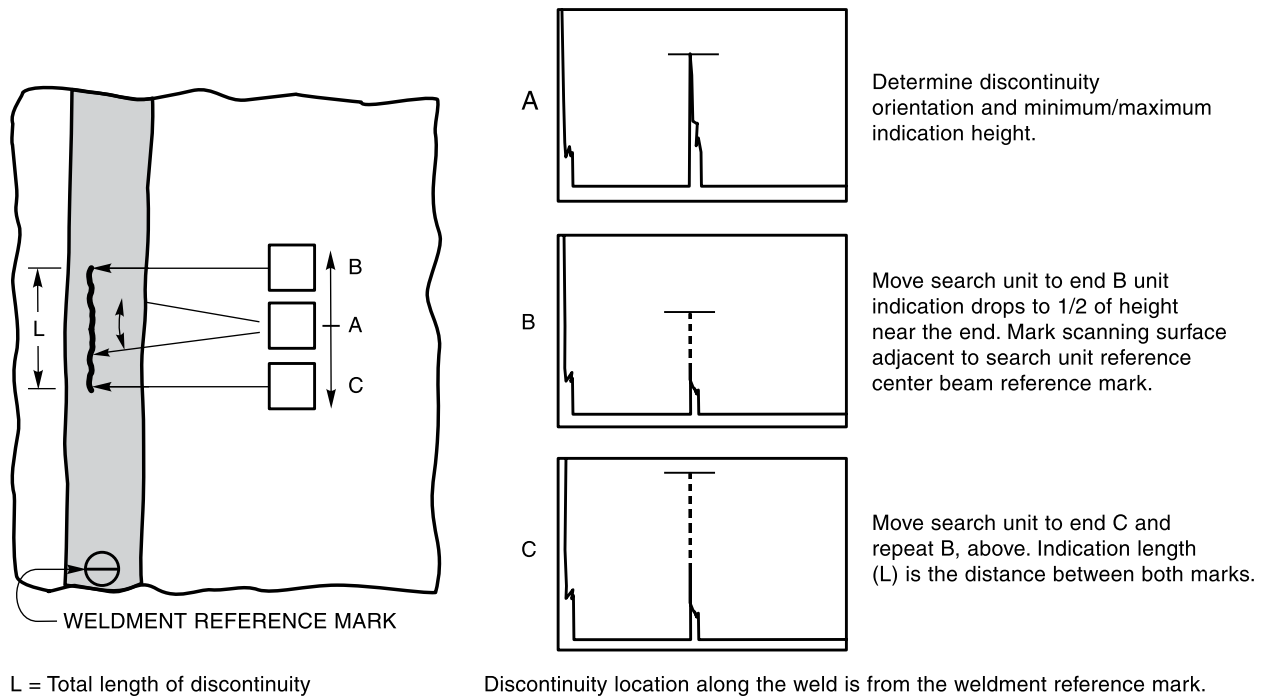 A
Determine discontinuity
orientation and minimum/maximum
indication height.
B
A
C
L
B
Move search unit to end B unit
indication drops to 1/2 of height
near the end. Mark scanning surface
adjacent to search unit reference
center beam reference mark.
C
Move search unit to end C and
repeat B, above. Indication length
(L) is the distance between both marks.
WELDMENT REFERENCE MARK
L = Total length of discontinuity
Discontinuity location along the weld is from the weldment reference mark.